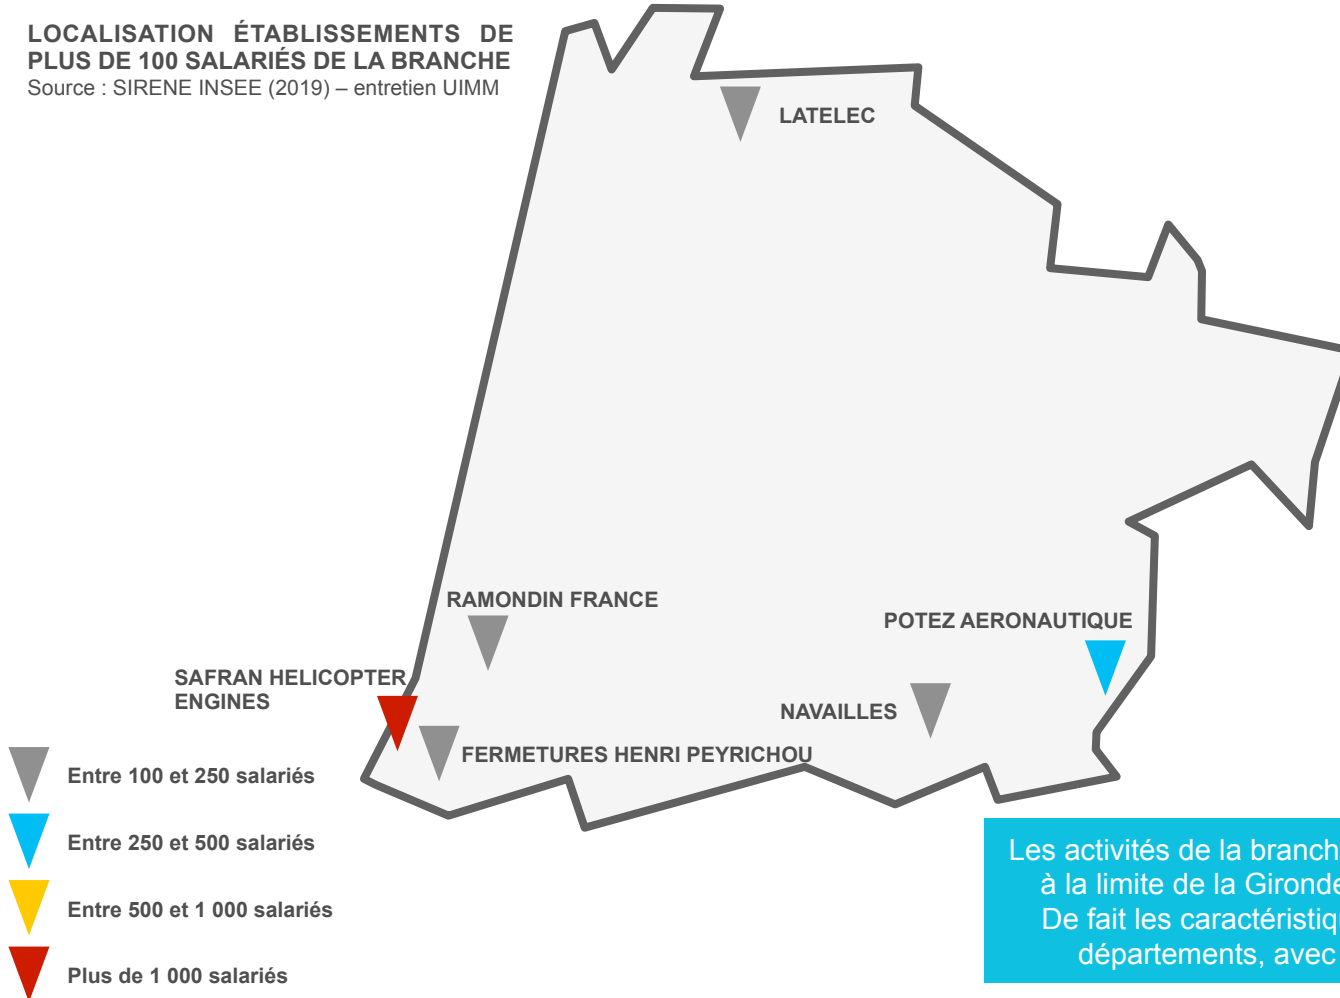 LOCALISATION ÉTABLISSEMENTS DE
PLUS DE 100 SALARIÉS DE LA BRANCHE
Source : SIRENE INSEE (2019) – entretien UIMM
LATELEC
RAMONDIN FRANCE
POTEZ AERONAUTIQUE
SAFRAN HELICOPTER
ENGINES
NAVAILLES
FERMETURES HENRI PEYRICHOU
Entre 100 et 250 salariés
Entre 250 et 500 salariés
Entre 500 et 1 000 salariés
Plus de 1 000 salariés
Les activités de la branch
à la limite de la Gironde
De fait les caractéristiqu
départements, avec